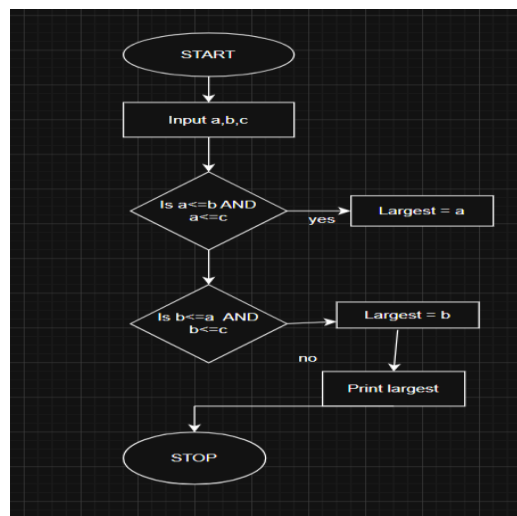 START
Input a,b,c
Is a<=b AND
a<=c
yes
Largest = a
Is b<=a AND
b<=c
Largest = b
no
Print largest
STOP